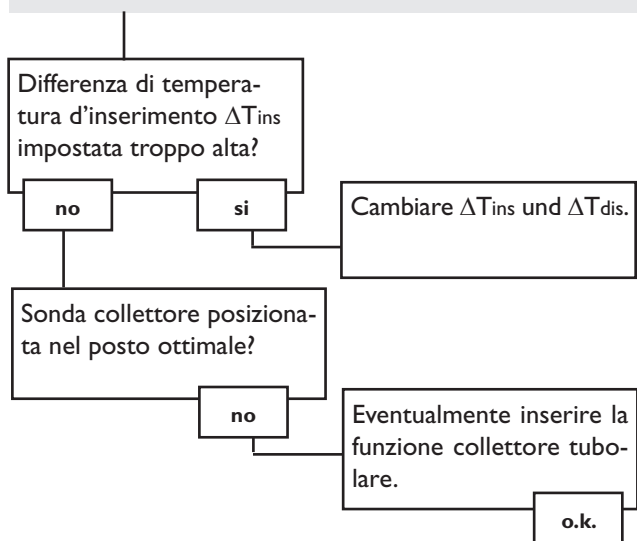 Differenza di tempera-
tura d'inserimento ΔTins
impostata troppo alta?
no
si
Cambiare ΔTins und ΔTdis.
Sonda collettore posiziona-
ta nel posto ottimale?
no
Eventualmente inserire la
funzione collettore tubo-
lare.
o.k.